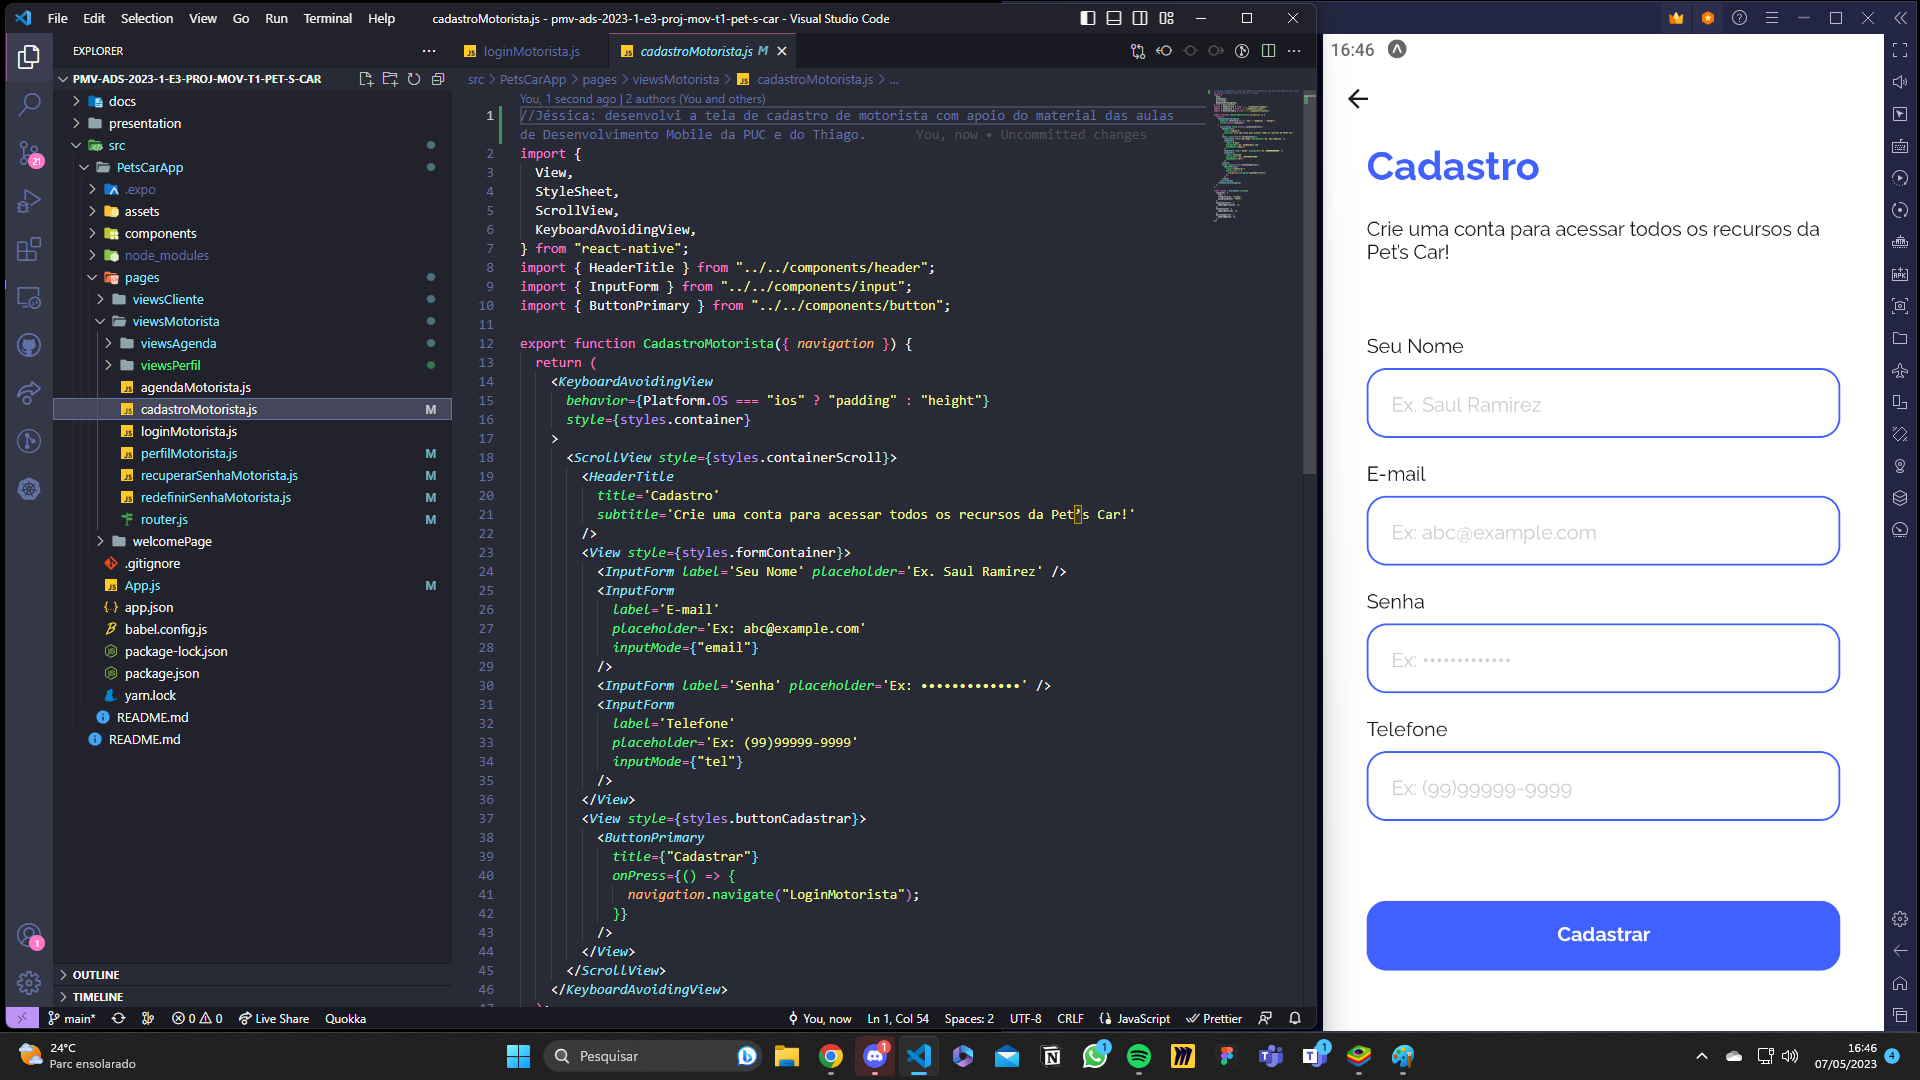 File Edit Selection View Go Run Terminal Help
cadastroMotorista.js - pmv-ads-2023-1-e3-proj-mov-t1-pet-s-car - Visual Studio Code
EXPLORER
PMV-ADS-2023-1-E3-PROJ-MOV-T1-PET-S-CAR
docs
presentation
src
PetsCarApp
.expo
assets
components
node_modules
pages
viewsCliente
viewsMotorista
viewsAgenda
viewsPerfil
agendaMotorista.js
cadastroMotorista.js M
loginMotorista.js
perfilMotorista.js M
recuperarSenhaMotorista.js M
redefinirSenhaMotorista.js M
router.js M
welcomePage
.gitignore
App.js M
app.json
babel.config.js
package-lock.json
package.json
yarn.lock
README.md
README.md
OUTLINE
TIMELINE
21
1
loginMotorista.js
cadastroMotorista.js M
src > PetsCarApp > pages > viewsMotorista > cadastroMotorista.js > ...
You, 1 second ago | 2 authors (You and others)
1 //Jéssica: desenvolvi a tela de cadastro de motorista com apoio do material das aulas
de Desenvolvimento Mobile da PUC e do Thiago. You, now • Uncommitted changes
2 import {
3 View,
4 StyleSheet,
5 ScrollView,
6 KeyboardAvoidingView,
7 } from "react-native";
8 import { HeaderTitle } from "../../components/header";
9 import { InputForm } from "../../components/input";
10 import { ButtonPrimary } from "../../components/button";
11
12 export function CadastroMotorista({ navigation }) {
13 return (
14 <KeyboardAvoidingView
15 behavior={Platform.OS === "ios" ? "padding" : "height"}
16 style={styles.container}
17 >
18 <ScrollView style={styles.containerScroll}>
19 <HeaderTitle
20 title='Cadastro'
21 subtitle='Crie uma conta para acessar todos os recursos da Pet’s Car!'
22 />
23 <View style={styles.formContainer}>
24 <InputForm label='Seu Nome' placeholder='Ex. Saul Ramirez' />
25 <InputForm
26 label='E-mail'
27 placeholder='Ex: abc@example.com'
28 inputMode={"email"}
29 />
30 <InputForm label='Senha' placeholder='Ex: •••••••••••••' />
31 <InputForm
32 label='Telefone'
33 placeholder='Ex: (99)99999-9999'
34 inputMode={"tel"}
35 />
36 </View>
37 <View style={styles.buttonCadastrar}>
38 <ButtonPrimary
39 title={"Cadastrar"}
40 onPress={() => {
41 navigation.navigate("LoginMotorista");
42 }}
43 />
44 </View>
45 </ScrollView>
46 </KeyboardAvoidingView>
main* 0 0 Live Share Quokka
You, now Ln 1, Col 54 Spaces: 2 UTF-8 CRLF JavaScript Prettier
16:46
Cadastro
Crie uma conta para acessar todos os recursos da
Pet’s Car!
Seu Nome
Ex. Saul Ramirez
E-mail
Ex: abc@example.com
Senha
Ex: •••••••••••••
Telefone
Ex: (99)99999-9999
Cadastrar
24°C
Parc ensolarado
Pesquisar
1
1
1
16:46
07/05/2023
4